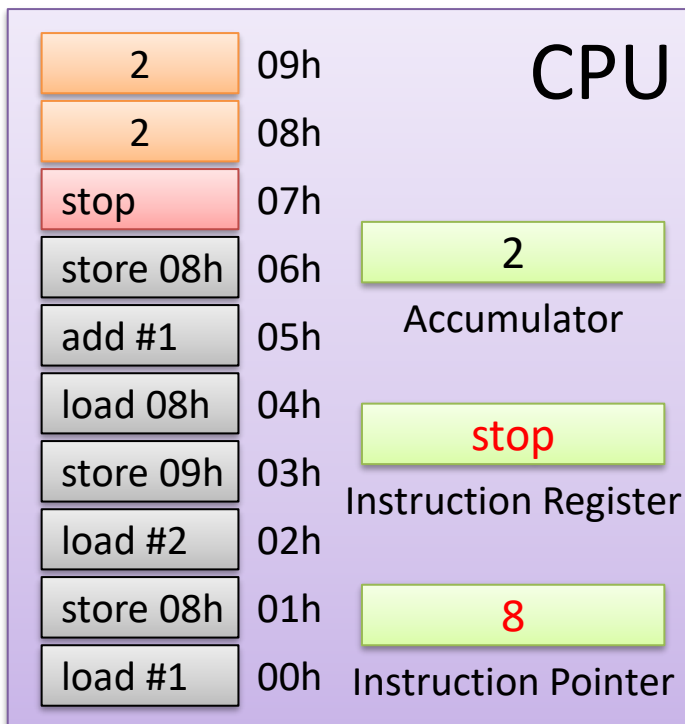 CPU
2 09h
2 08h
stop 07h
store 08h 06h
add #1 05h
load 08h 04h
store 09h 03h
load #2 02h
store 08h 01h
load #1 00h
2
Accumulator
stop
Instruction Register
8
Instruction Pointer